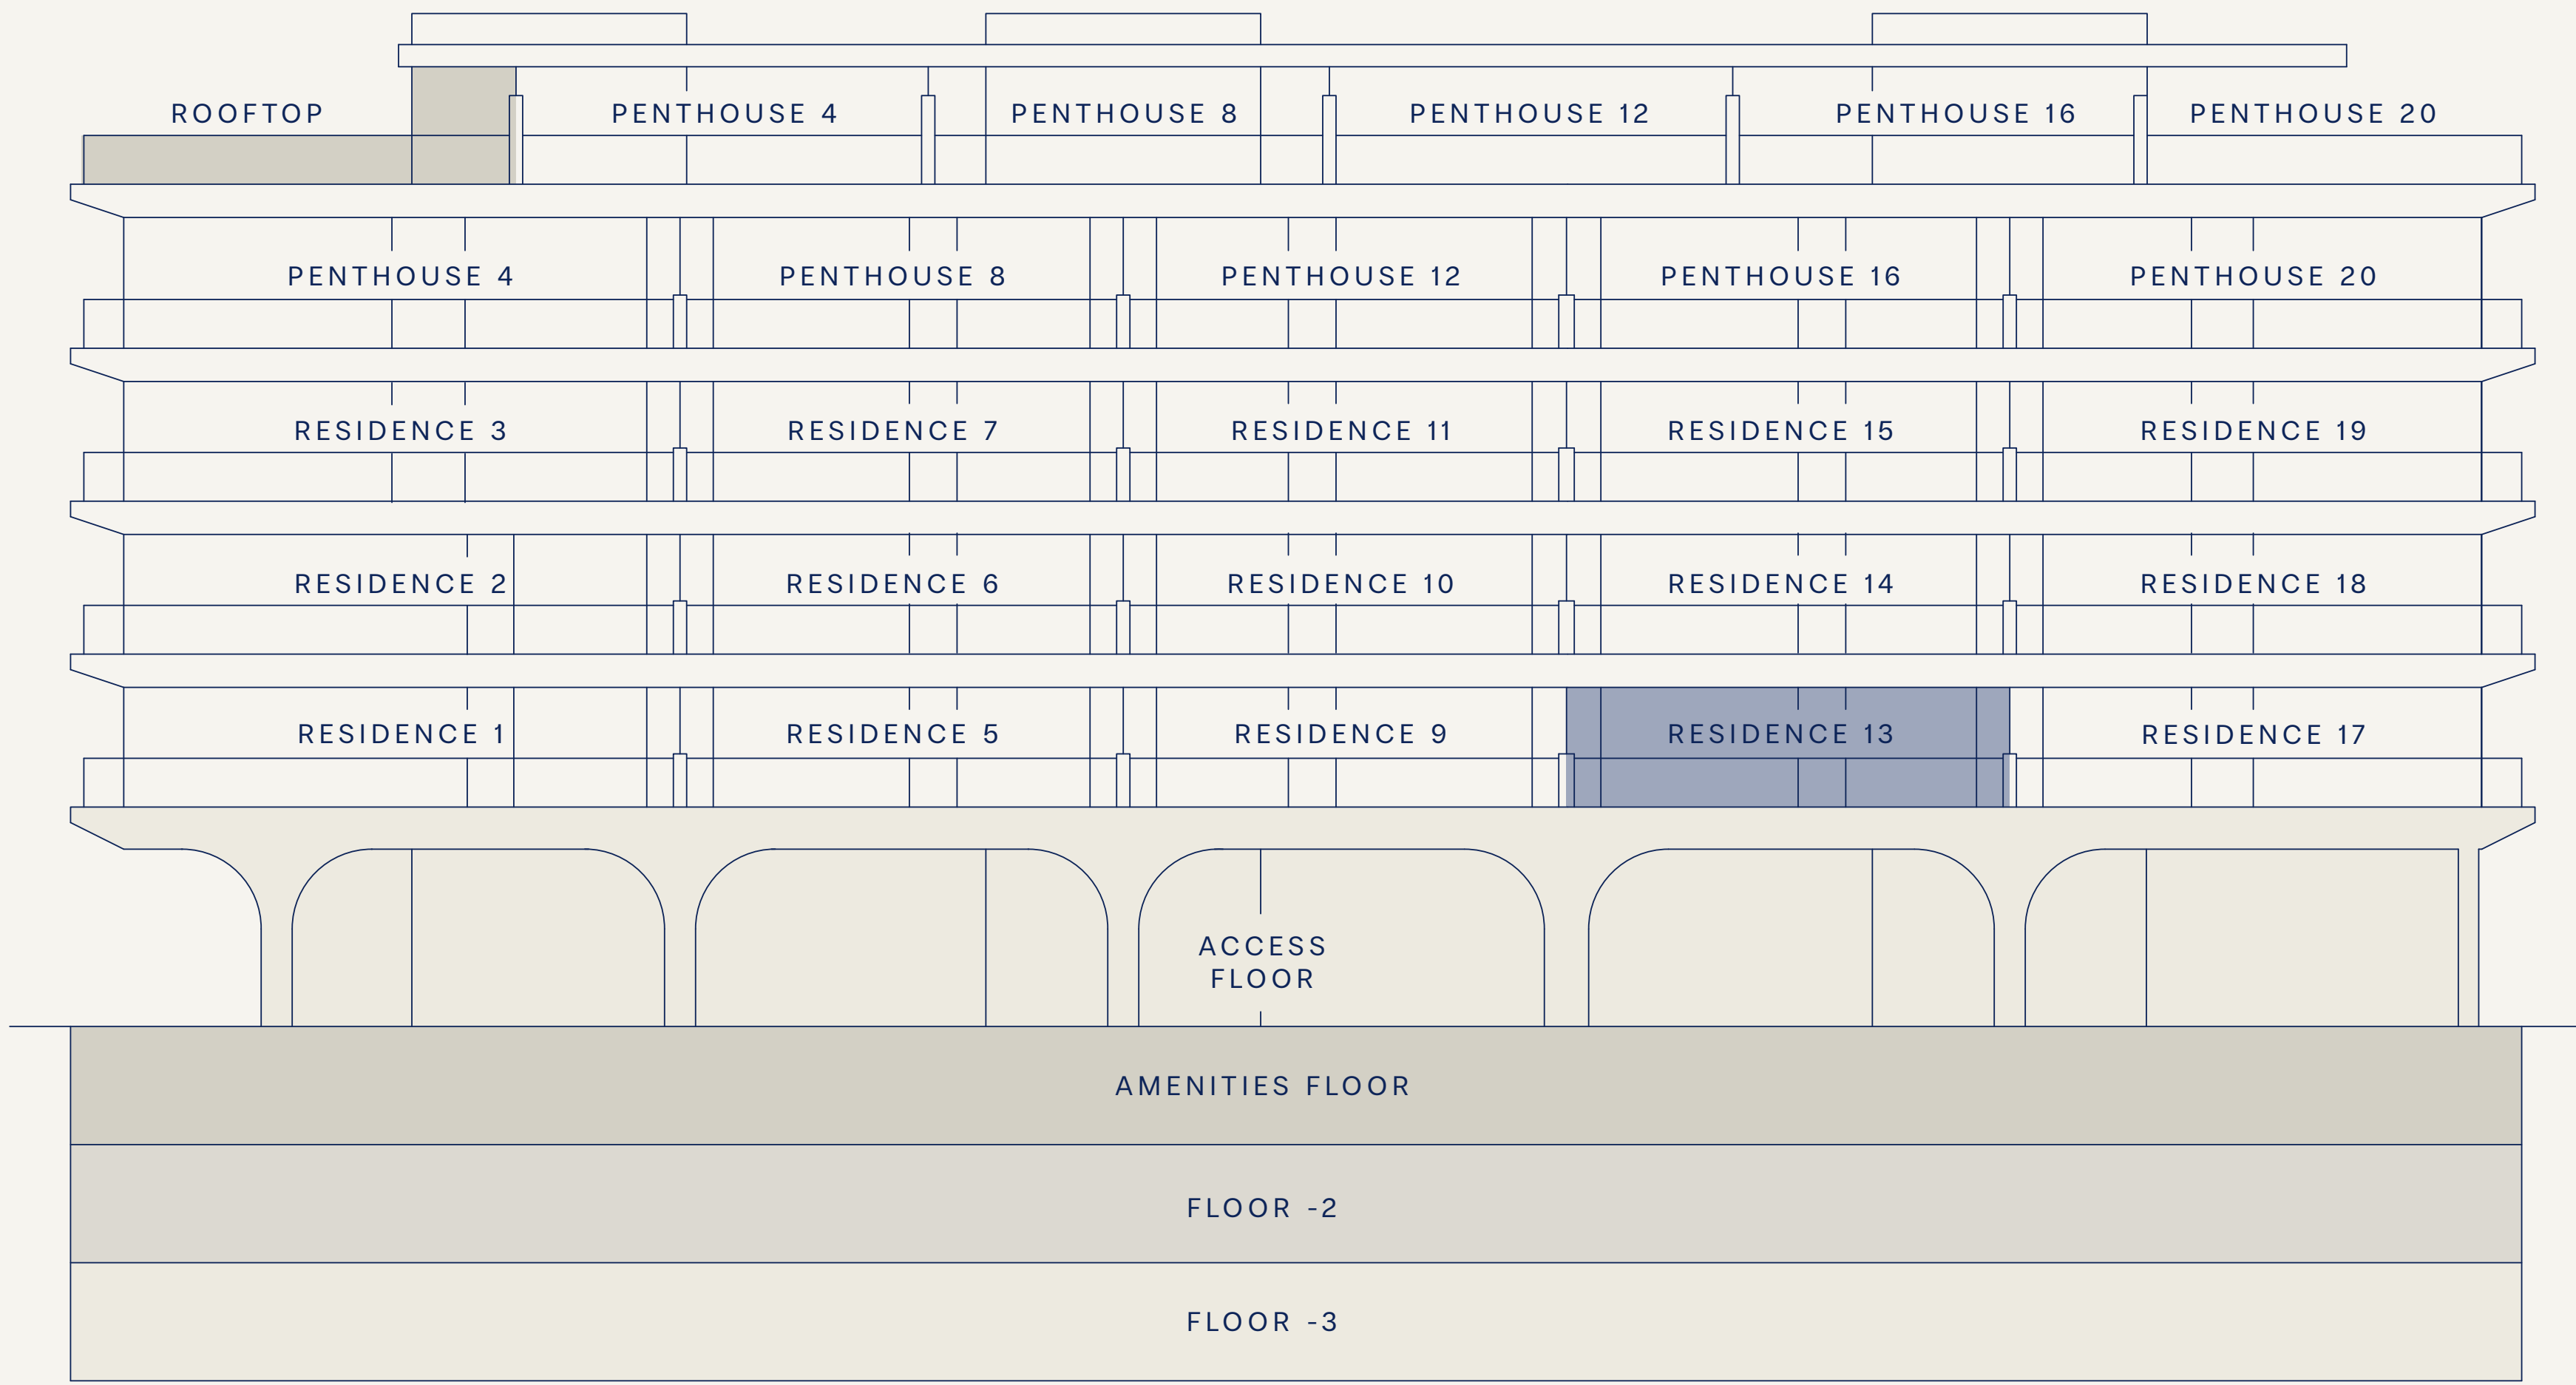 ROOFTOP
PENTHOUSE 4
PENTHOUSE 8
PENTHOUSE 12
PENTHOUSE 16
PENTHOUSE 20
PENTHOUSE 4
PENTHOUSE 8
PENTHOUSE 12
PENTHOUSE 16
PENTHOUSE 20
RESIDENCE 3
RESIDENCE 7
RESIDENCE 11
RESIDENCE 15
RESIDENCE 19
RESIDENCE 2
RESIDENCE 6
RESIDENCE 10
RESIDENCE 14
RESIDENCE 18
RESIDENCE 1
RESIDENCE 5
RESIDENCE 9
RESIDENCE 13
RESIDENCE 17
ACCESS
FLOOR
AMENITIES FLOOR
FLOOR -2
FLOOR -3